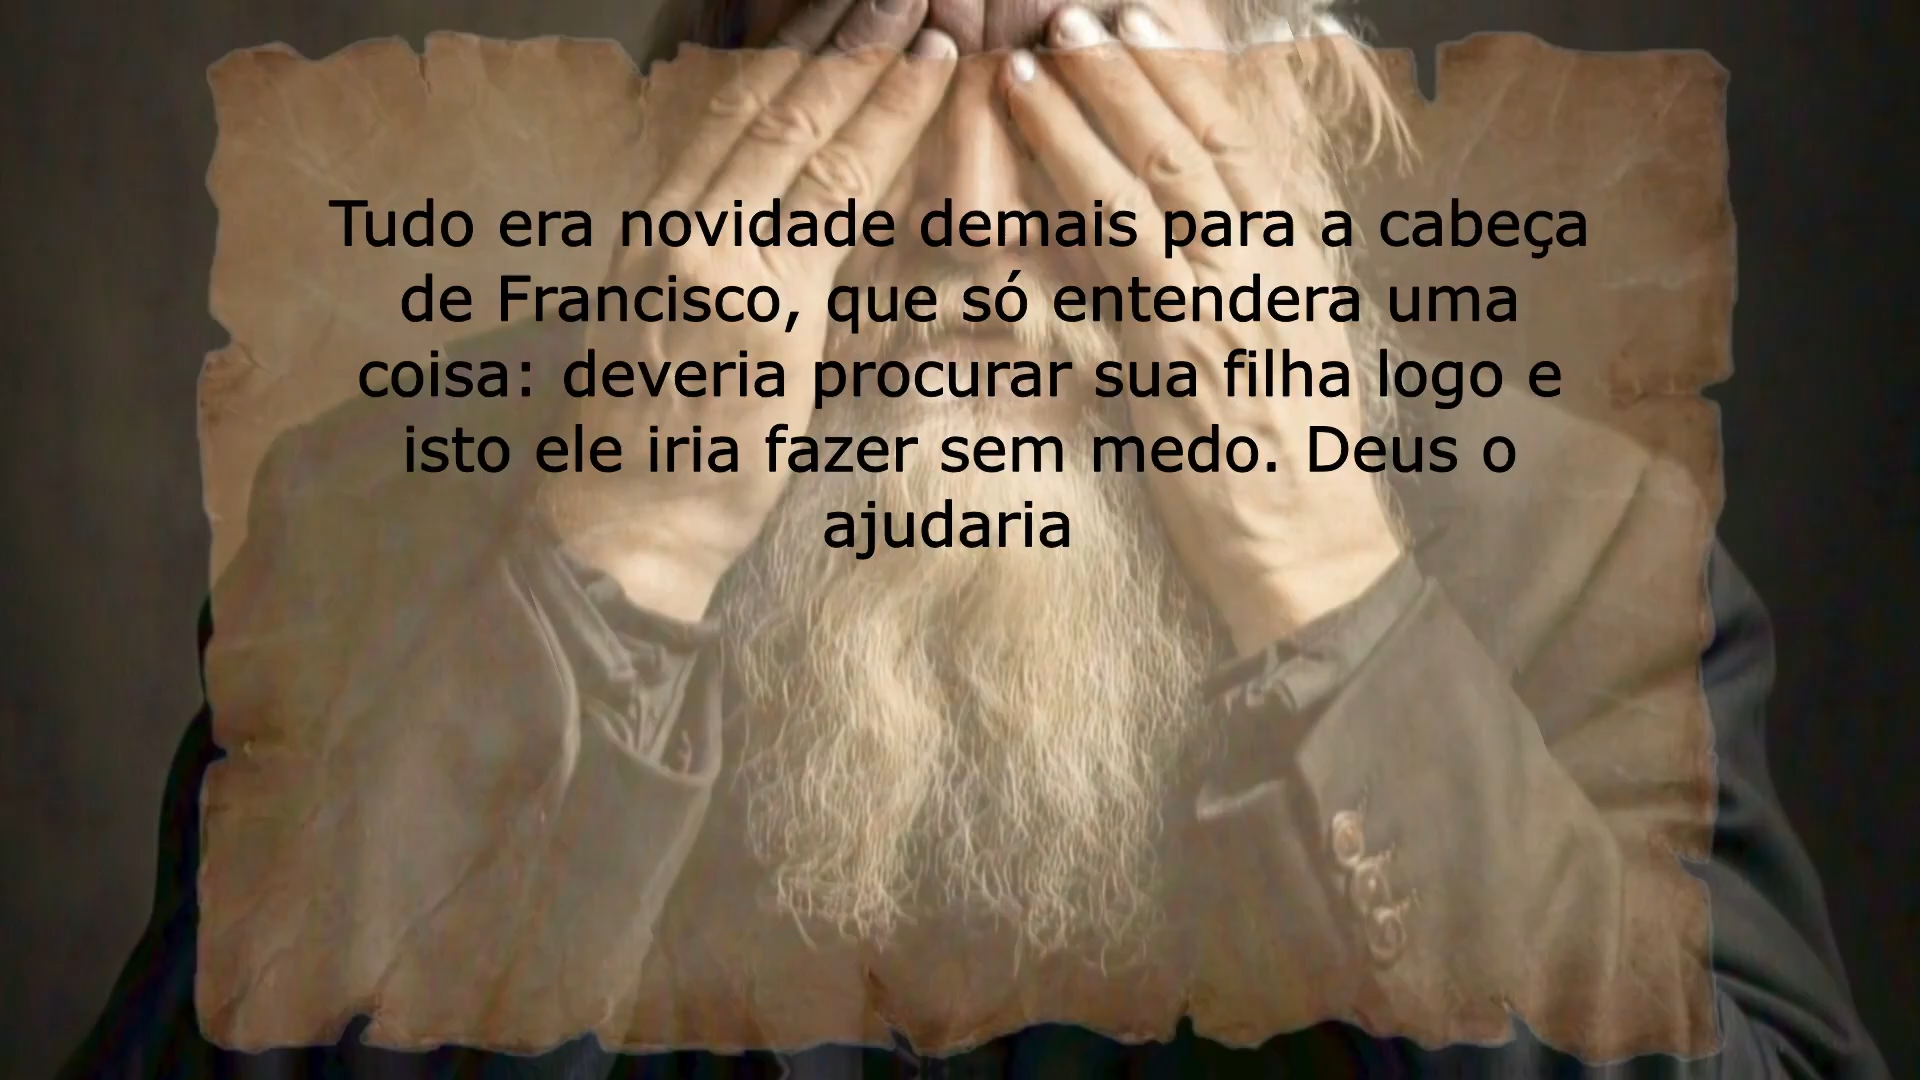 Tudo era novidade demais para a cabeça
de Francisco, que só entendera uma
coisa: deveria procurar sua filha logo e
isto ele iria fazer sem medo. Deus o
ajudaria